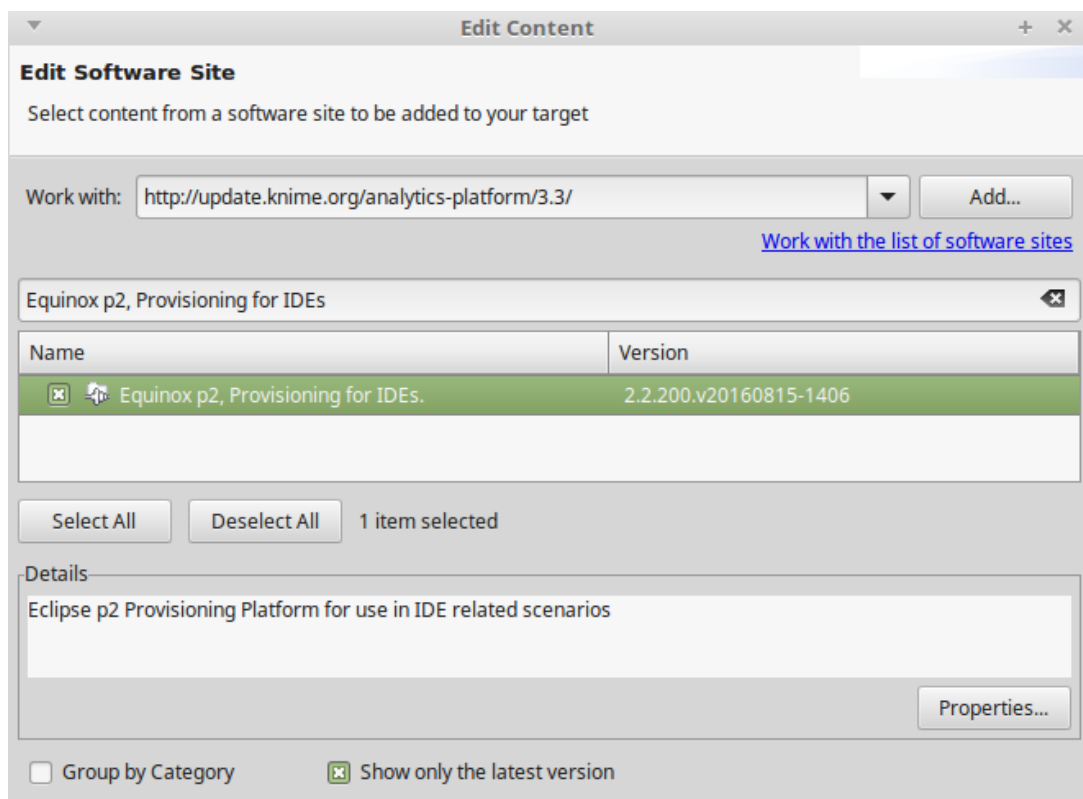 Edit Content
Edit Software Site
Select content from a software site to be added to your target
Work with: http://update.knime.org/analytics-platform/3.3/ Add...
Work with the list of software sites
Equinox p2, Provisioning for IDEs
Name Version
Equinox p2, Provisioning for IDEs. 2.2.200.v20160815-1406
Select All Deselect All 1 item selected
Details
Eclipse p2 Provisioning Platform for use in IDE related scenarios
Properties...
Group by Category Show only the latest version